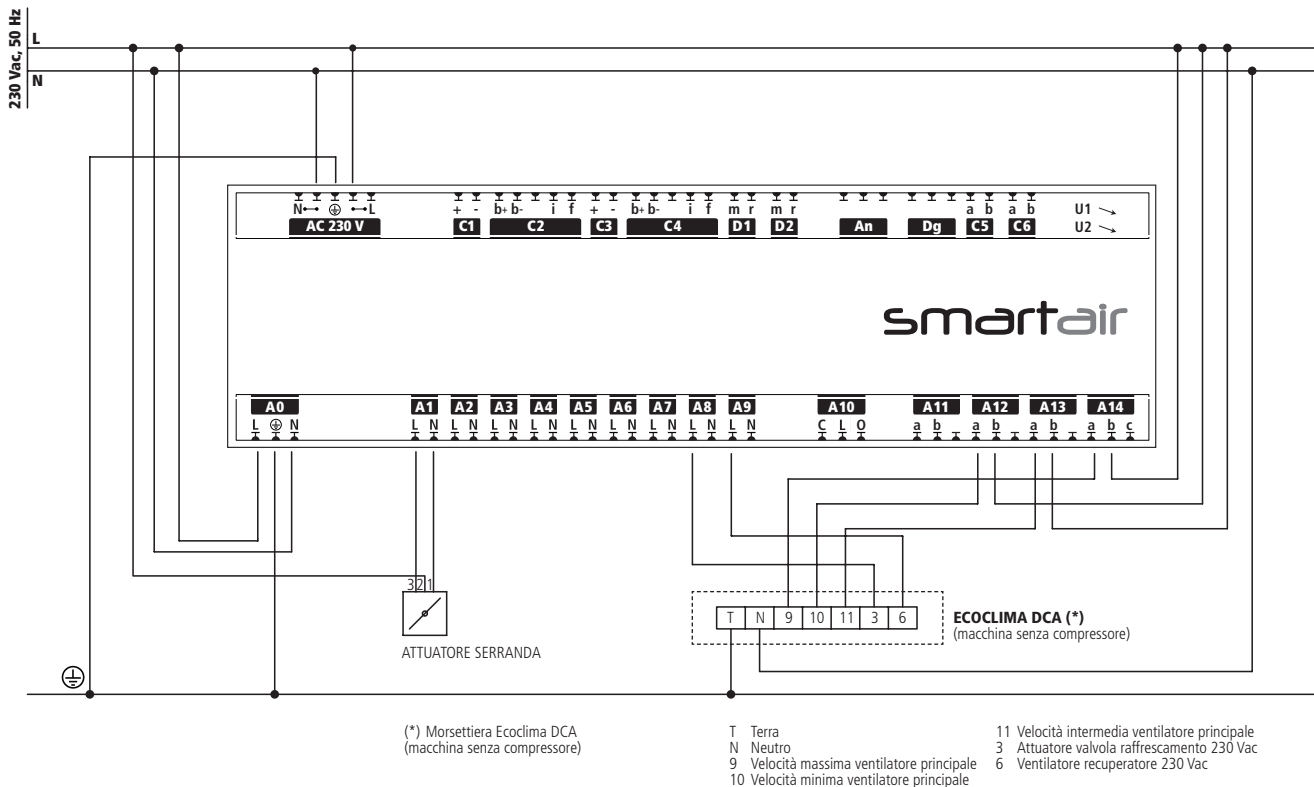 230 Vac, 50 Hz
L
N
N L
AC 230 V
+ - b+ b- i f + - b+ b- i f m r m r a b a b
C1 C2 C3 C4 D1 D2 An Dg C5 C6
U1
U2
smartair
A0 A1 A2 A3 A4 A5 A6 A7 A8 A9 A10 A11 A12 A13 A14
L N L N L N L N L N L N L N L N L N L N C L O a b a b a b a b c
3 2 1
ATTUATORE SERRANDA
T N 9 10 11 3 6
ECOCLIMA DCA (*)
(macchina senza compressore)
(*) Morsettiera Ecoclima DCA
(macchina senza compressore)
T Terra
N Neutro
9 Velocità massima ventilatore principale
10 Velocità minima ventilatore principale
11 Velocità intermedia ventilatore principale
3 Attuatore valvola raffrescamento 230 Vac
6 Ventilatore recuperatore 230 Vac